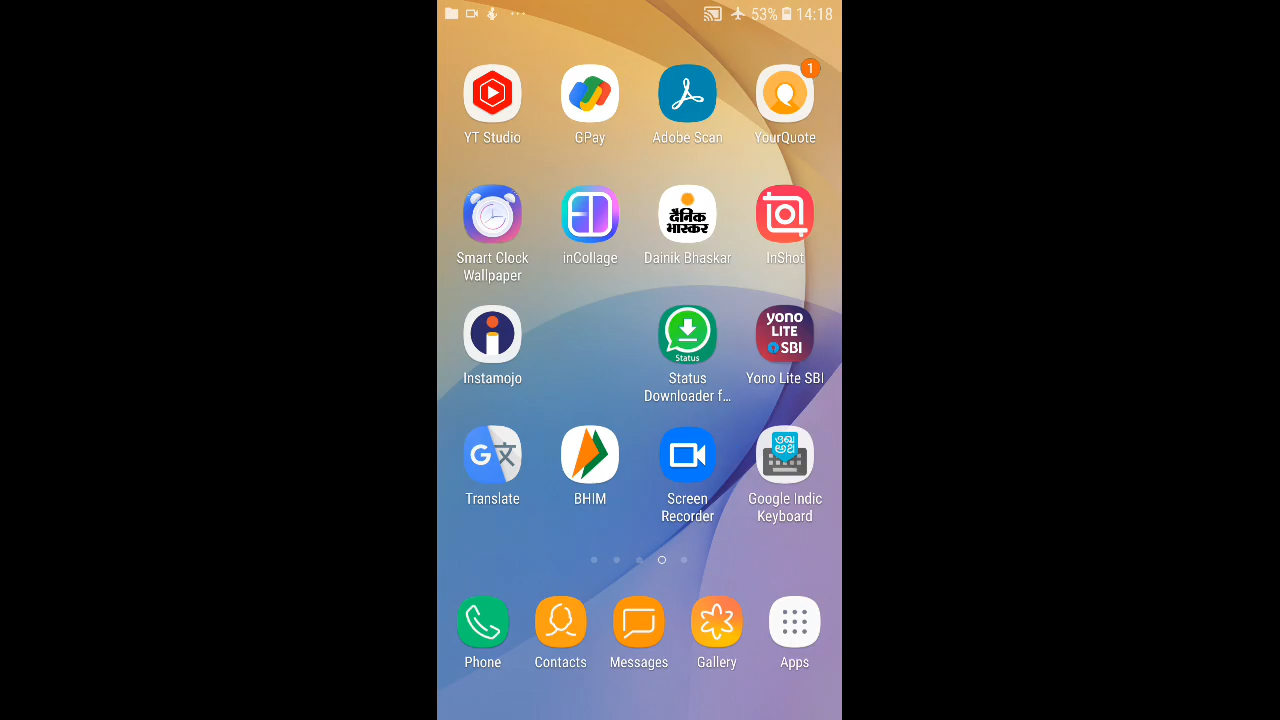 53% 14:18
1
YT Studio GPay Adobe Scan YourQuote
दैनिक
भास्कर
Smart Clock inCollage Dainik Bhaskar InShot
Wallpaper
yono
LITE
SBI
Status
Instamojo Status Yono Lite SBI
Downloader f...
G 文
Translate BHIM Screen Google Indic
Recorder Keyboard
Phone Contacts Messages Gallery Apps